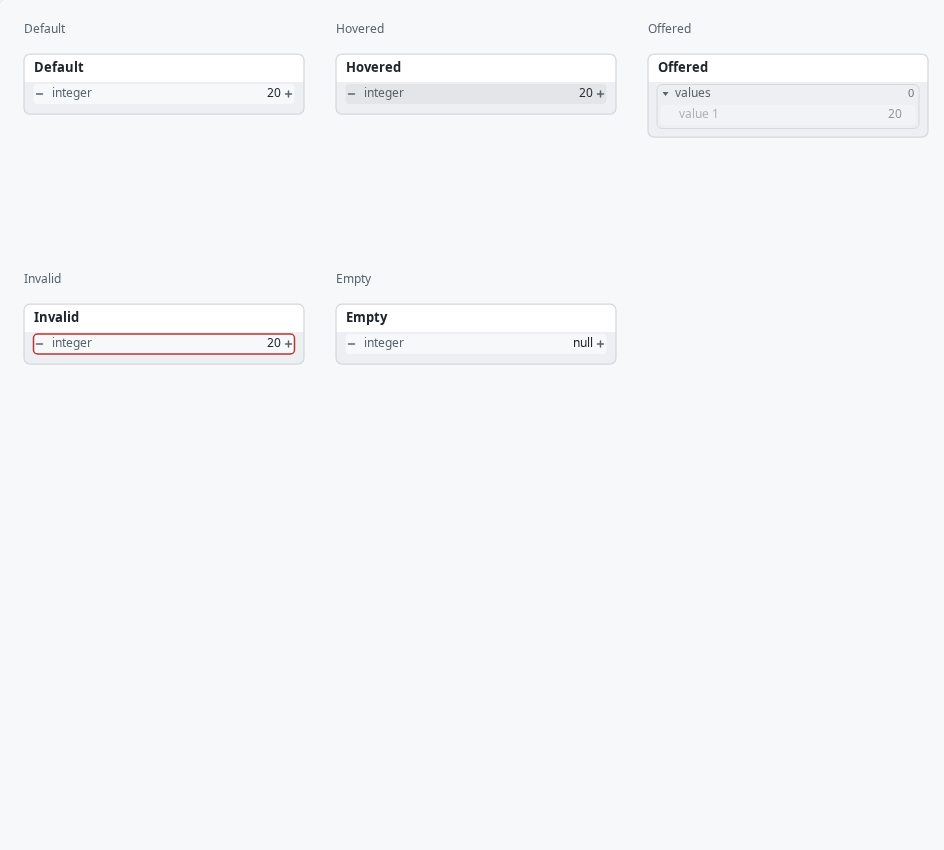 Default
Hovered
Offered
Default
Hovered
Offered
− integer 20 +
− integer 20 +
values 0
value 1 20
Invalid
Empty
Invalid
Empty
− integer 20 +
− integer null +